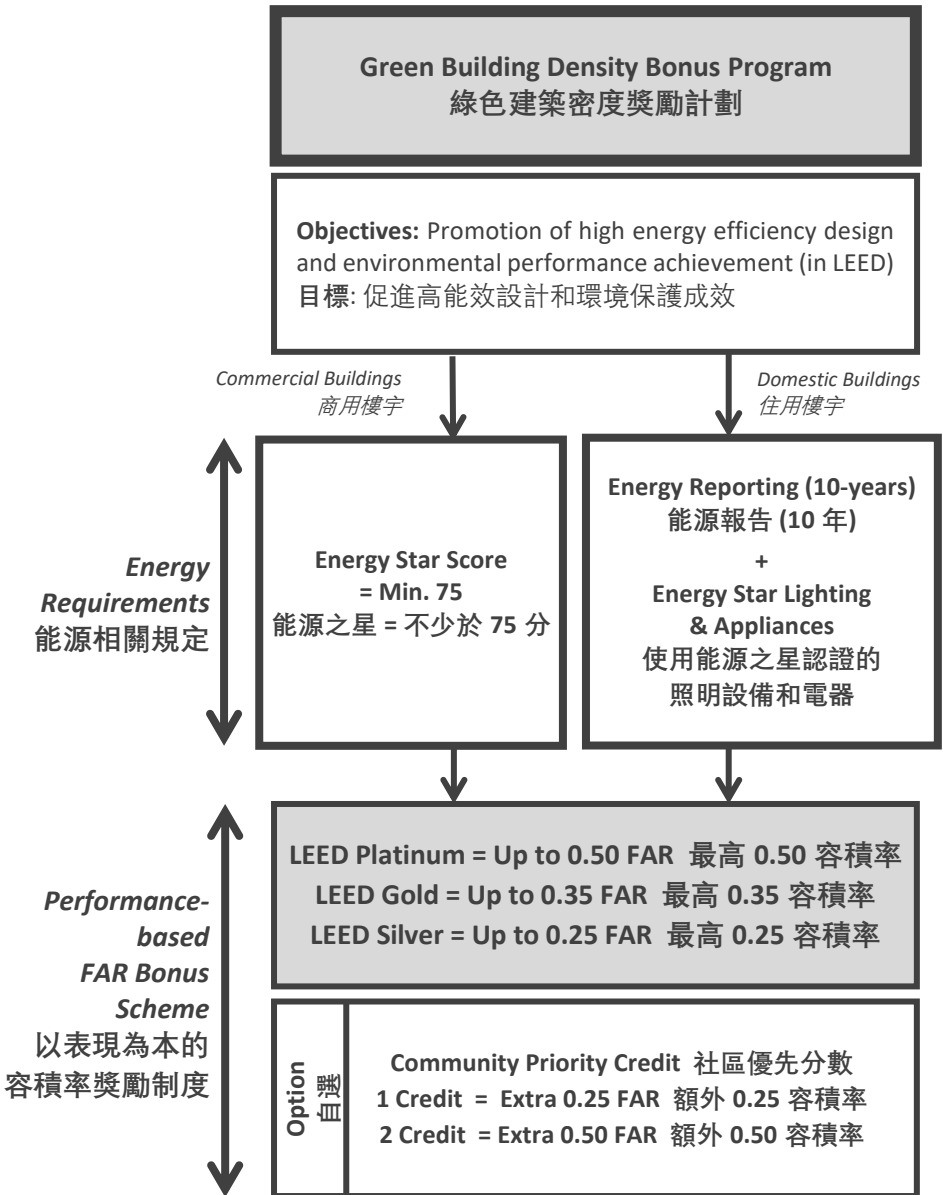 Green Building Density Bonus Program
綠色建築密度獎勵計劃
Objectives: Promotion of high energy efficiency design
and environmental performance achievement (in LEED)
目標: 促進高能效設計和環境保護成效
Commercial Buildings
商用樓宇
Domestic Buildings
住用樓宇
Energy
Requirements
能源相關規定
Energy Star Score
= Min. 75
能源之星 = 不少於 75 分
Energy Reporting (10-years)
能源報告 (10 年)
+
Energy Star Lighting
& Appliances
使用能源之星認證的
照明設備和電器
Performance-
based
FAR Bonus
Scheme
以表現為本的
容積率獎勵制度
LEED Platinum = Up to 0.50 FAR 最高 0.50 容積率
LEED Gold = Up to 0.35 FAR 最高 0.35 容積率
LEED Silver = Up to 0.25 FAR 最高 0.25 容積率
Option
自選
Community Priority Credit 社區優先分數
1 Credit = Extra 0.25 FAR 額外 0.25 容積率
2 Credit = Extra 0.50 FAR 額外 0.50 容積率